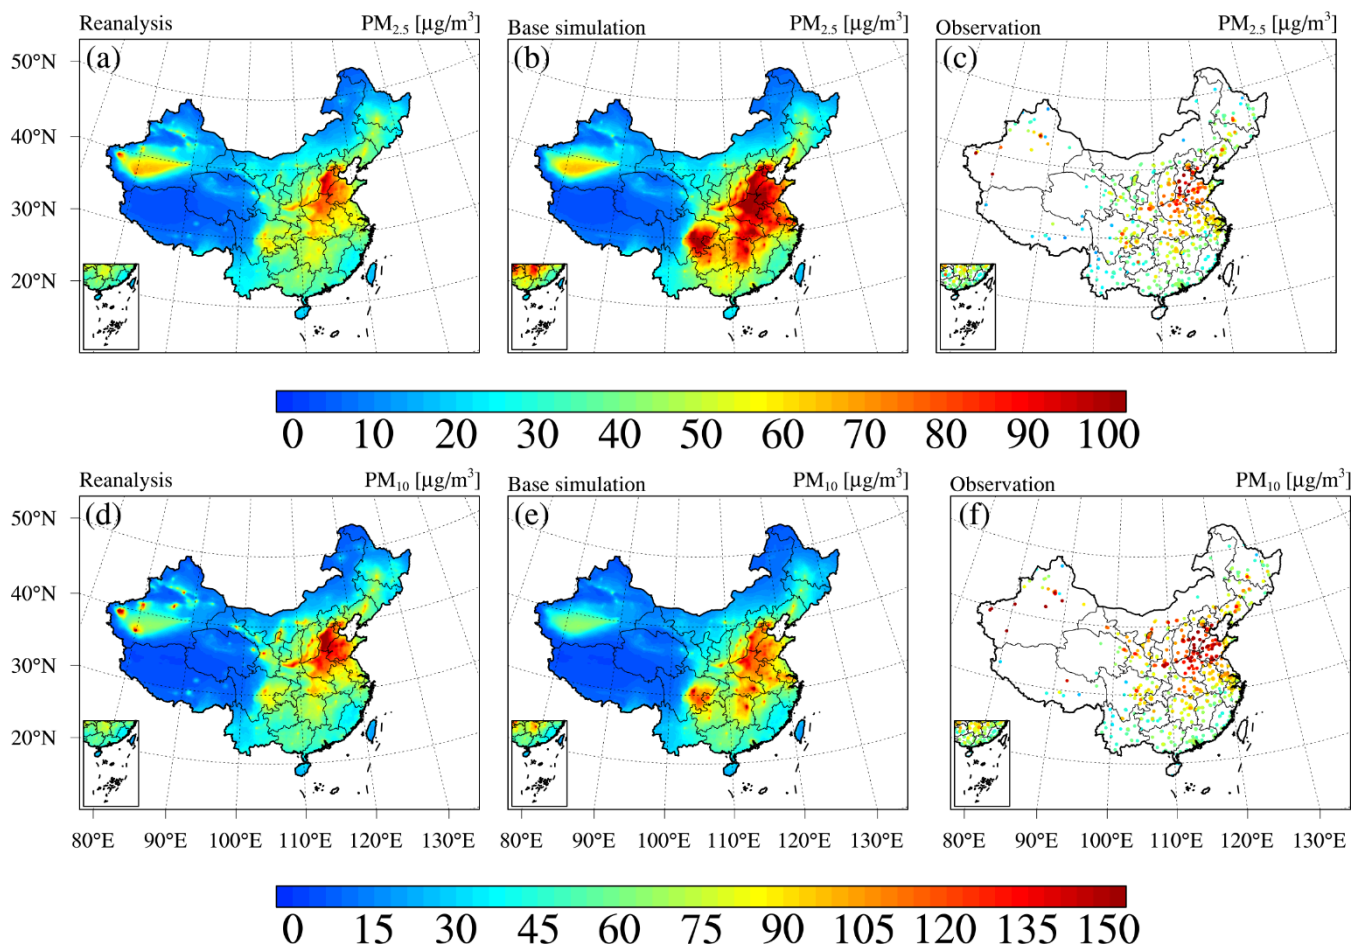 Reanalysis PM2.5 [µg/m3] Base simulation PM2.5 [µg/m3] Observation PM2.5 [µg/m3]
(a) (b) (c)
50°N
40°N
30°N
20°N
0 10 20 30 40 50 60 70 80 90 100
Reanalysis PM10 [µg/m3] Base simulation PM10 [µg/m3] Observation PM10 [µg/m3]
(d) (e) (f)
50°N
40°N
30°N
20°N
80°E 90°E 100°E 110°E 120°E 130°E 80°E 90°E 100°E 110°E 120°E 130°E 80°E 90°E 100°E 110°E 120°E 130°E
0 15 30 45 60 75 90 105 120 135 150